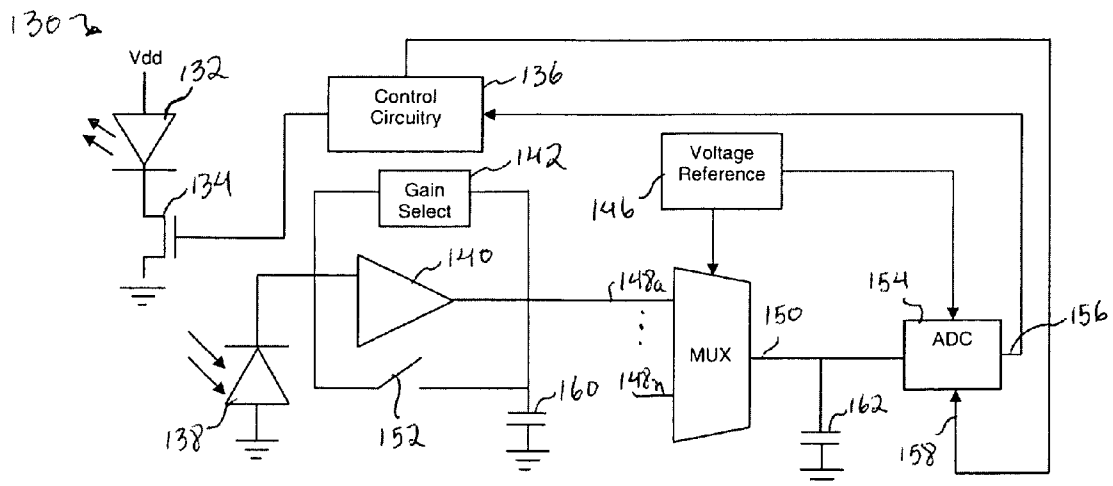 130
Vdd
132
134
Control
Circuitry
136
Gain
Select
142
140
Voltage
Reference
146
148a
148n
MUX
150
154
ADC
156
158
138
152
160
162